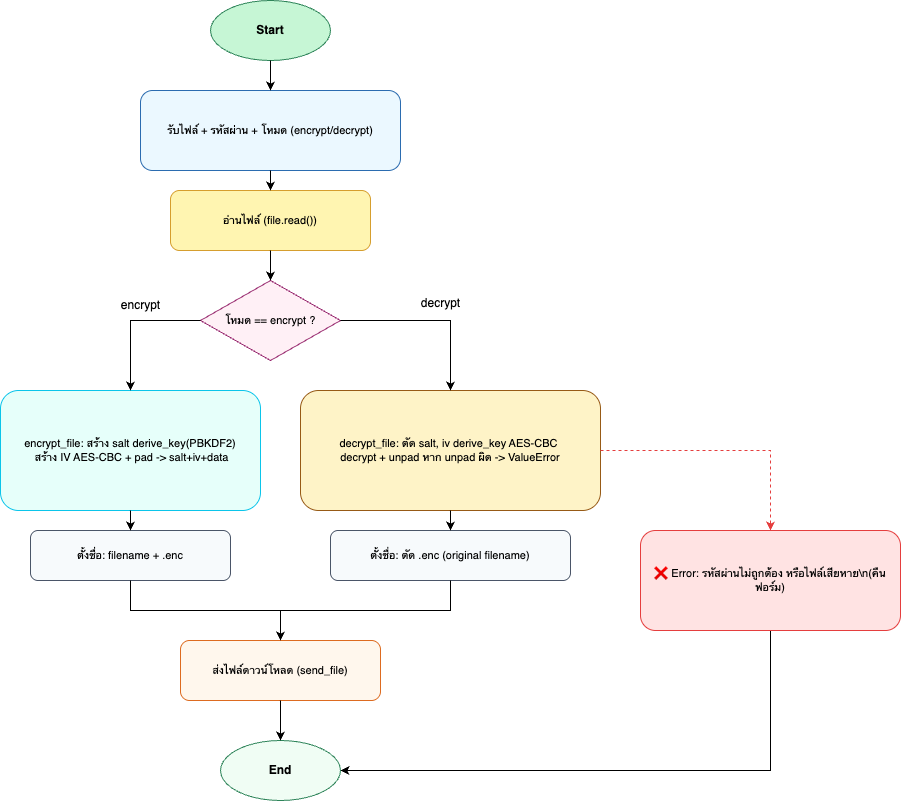 Start
รับไฟล์ + รหัสผ่าน + โหมด (encrypt/decrypt)
อ่านไฟล์ (file.read())
encrypt
decrypt
โหมด == encrypt ?
encrypt_file: สร้าง salt derive_key(PBKDF2)
สร้าง IV AES-CBC + pad -> salt+iv+data
decrypt_file: ตัด salt, iv derive_key AES-CBC
decrypt + unpad หาก unpad ผิด -> ValueError
ตั้งชื่อ: filename + .enc
ตั้งชื่อ: ตัด .enc (original filename)
❌ Error: รหัสผ่านไม่ถูกต้อง หรือไฟล์เสียหาย\n(คืน
ฟอร์ม)
ส่งไฟล์ดาวน์โหลด (send_file)
End